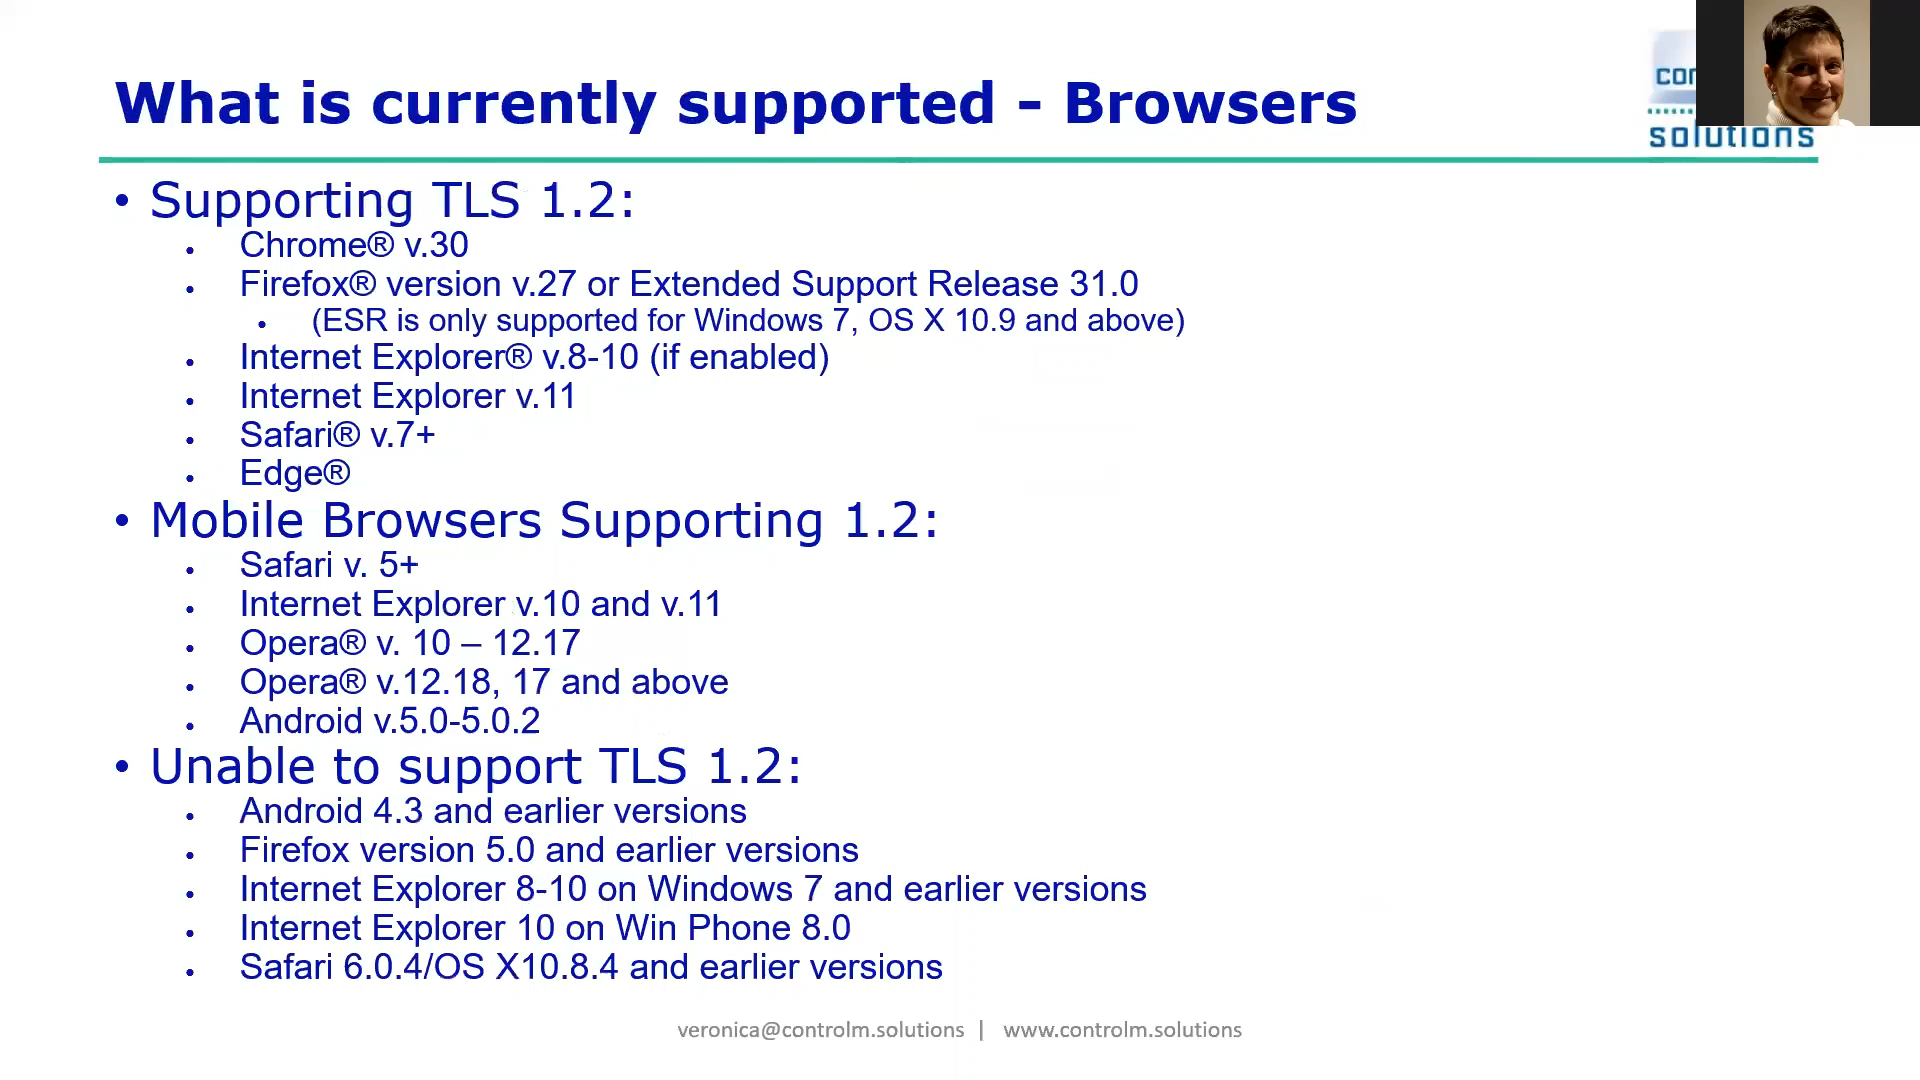 What is currently supported - Browsers
solutions
• Supporting TLS 1.2:
• Chrome® v.30
• Firefox® version v.27 or Extended Support Release 31.0
• (ESR is only supported for Windows 7, OS X 10.9 and above)
• Internet Explorer® v.8-10 (if enabled)
• Internet Explorer v.11
• Safari® v.7+
• Edge®
• Mobile Browsers Supporting 1.2:
• Safari v. 5+
• Internet Explorer v.10 and v.11
• Opera® v. 10 – 12.17
• Opera® v.12.18, 17 and above
• Android v.5.0-5.0.2
• Unable to support TLS 1.2:
• Android 4.3 and earlier versions
• Firefox version 5.0 and earlier versions
• Internet Explorer 8-10 on Windows 7 and earlier versions
• Internet Explorer 10 on Win Phone 8.0
• Safari 6.0.4/OS X10.8.4 and earlier versions
veronica@controlm.solutions | www.controlm.solutions